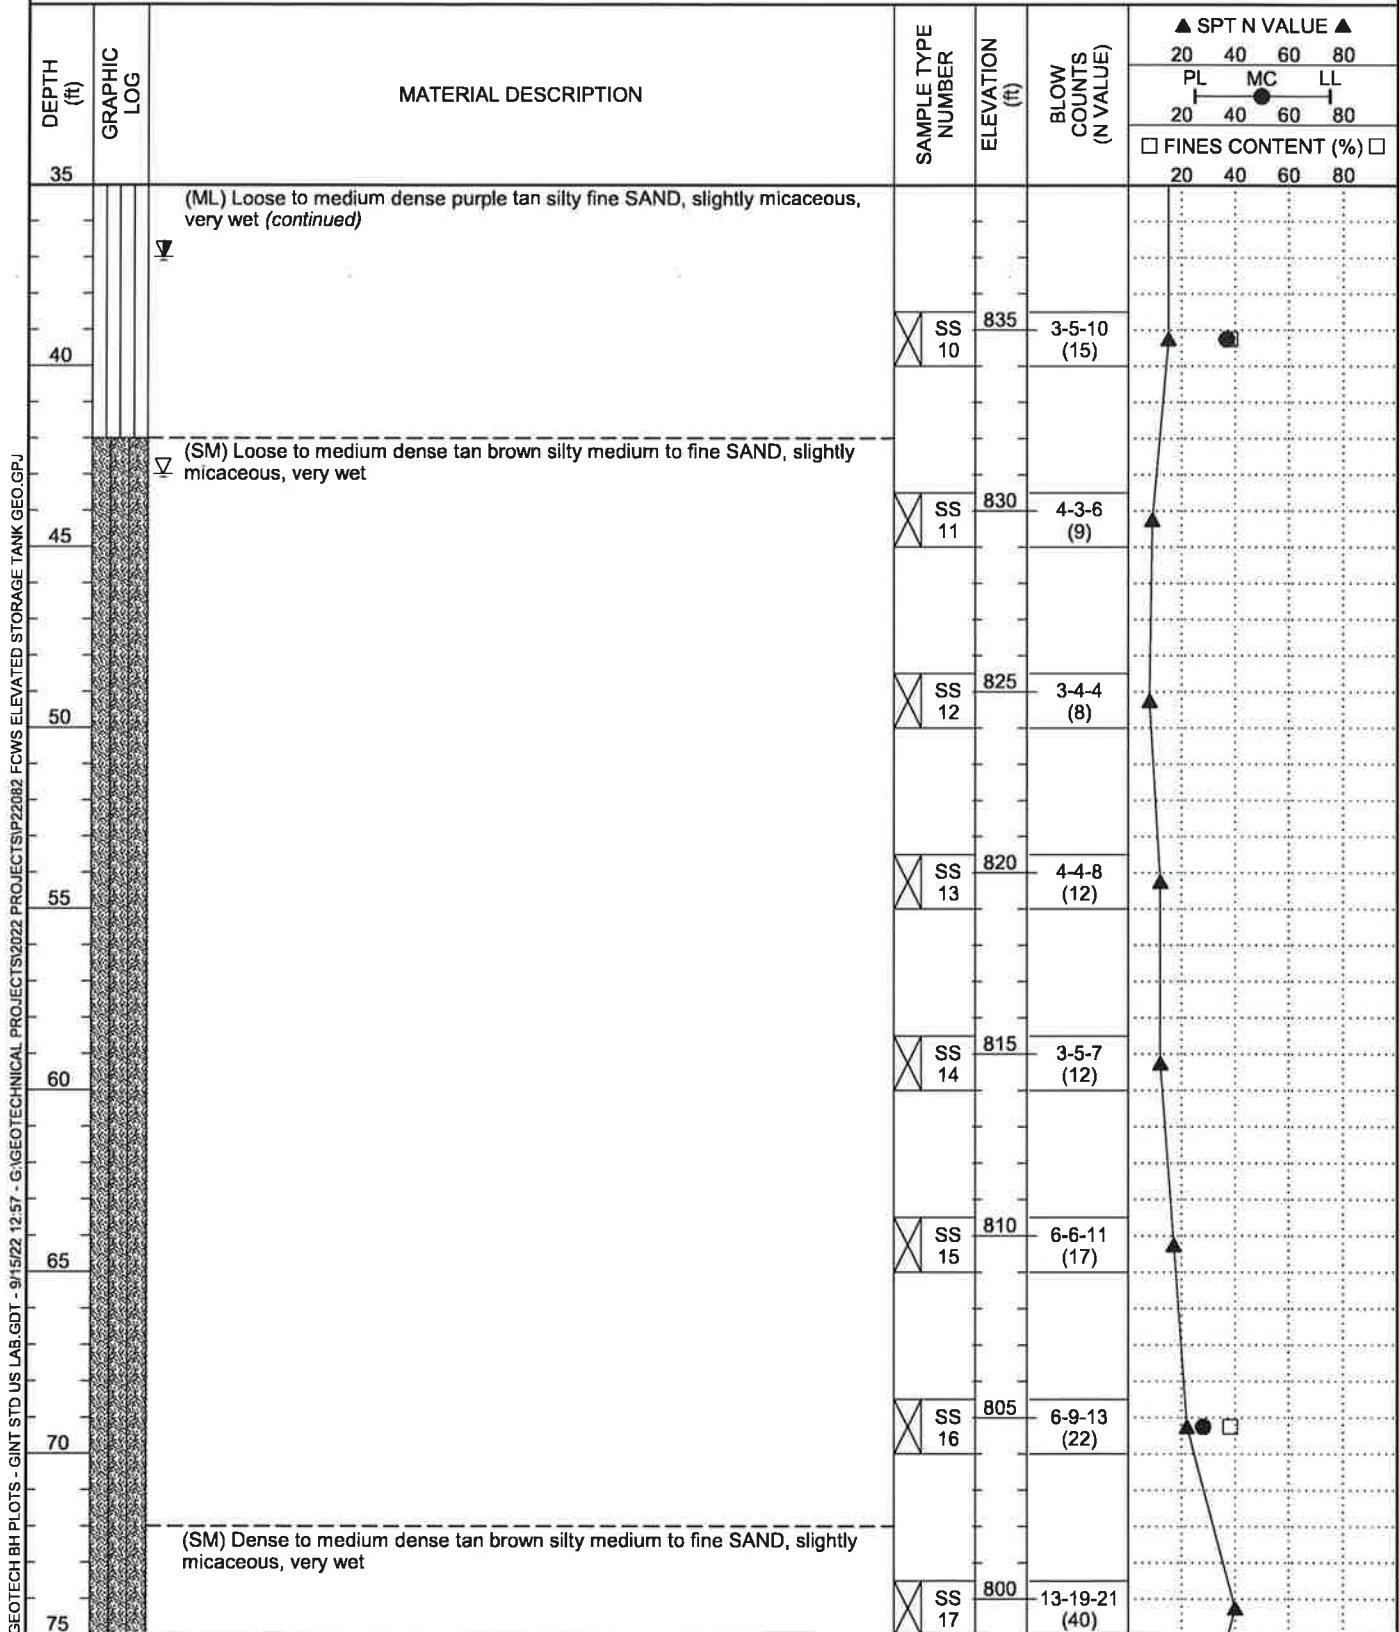 DEPTH
(ft)
GRAPHIC
LOG
MATERIAL DESCRIPTION
SAMPLE TYPE
NUMBER
ELEVATION
(ft)
BLOW
COUNTS
(N VALUE)
▲ SPT N VALUE ▲
20 40 60 80
PL MC LL
20 40 60 80
□ FINES CONTENT (%) □
20 40 60 80
35
(ML) Loose to medium dense purple tan silty fine SAND, slightly micaceous,
very wet (continued)
SS
10
835
3-5-10
(15)
40
(SM) Loose to medium dense tan brown silty medium to fine SAND, slightly
micaceous, very wet
SS
11
830
4-3-6
(9)
45
SS
12
825
3-4-4
(8)
50
SS
13
820
4-4-8
(12)
55
SS
14
815
3-5-7
(12)
60
SS
15
810
6-6-11
(17)
65
SS
16
805
6-9-13
(22)
70
(SM) Dense to medium dense tan brown silty medium to fine SAND, slightly
micaceous, very wet
SS
17
800
13-19-21
(40)
75
GEOTECH BH PLOTS - GINT STD US LAB.GDT - 9/15/22 12:57 - G:\GEOTECHNICAL PROJECTS\2022 PROJECTS\P22082 FCWS ELEVATED STORAGE TANK GEO.GPJ